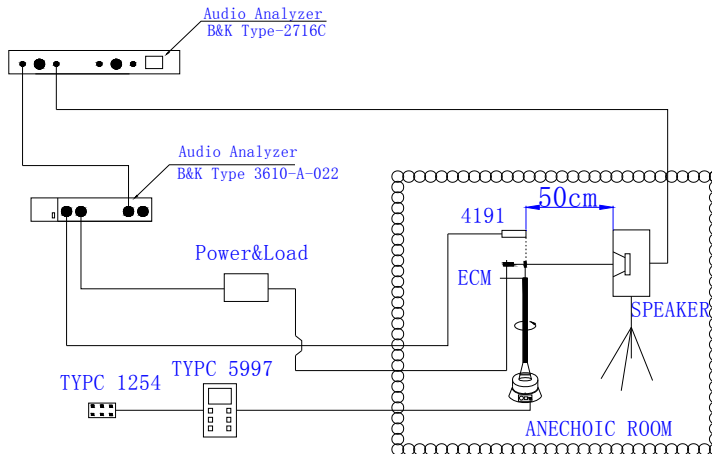 Audio Analyzer
B&K Type-2716C
Audio Analyzer
B&K Type 3610-A-022
50cm
4191
Power&Load
ECM
SPEAKER
TYPC 5997
TYPC 1254
ANECHOIC ROOM